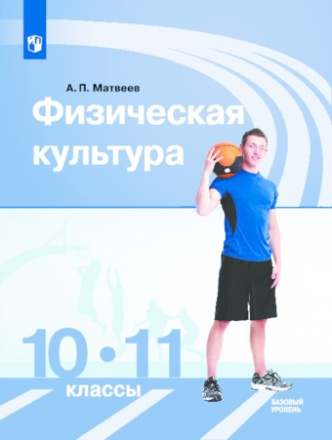 А. П. Матвеев
Физическая
культура
10 • 11
классы
БАЗОВЫЙ
УРОВЕНЬ